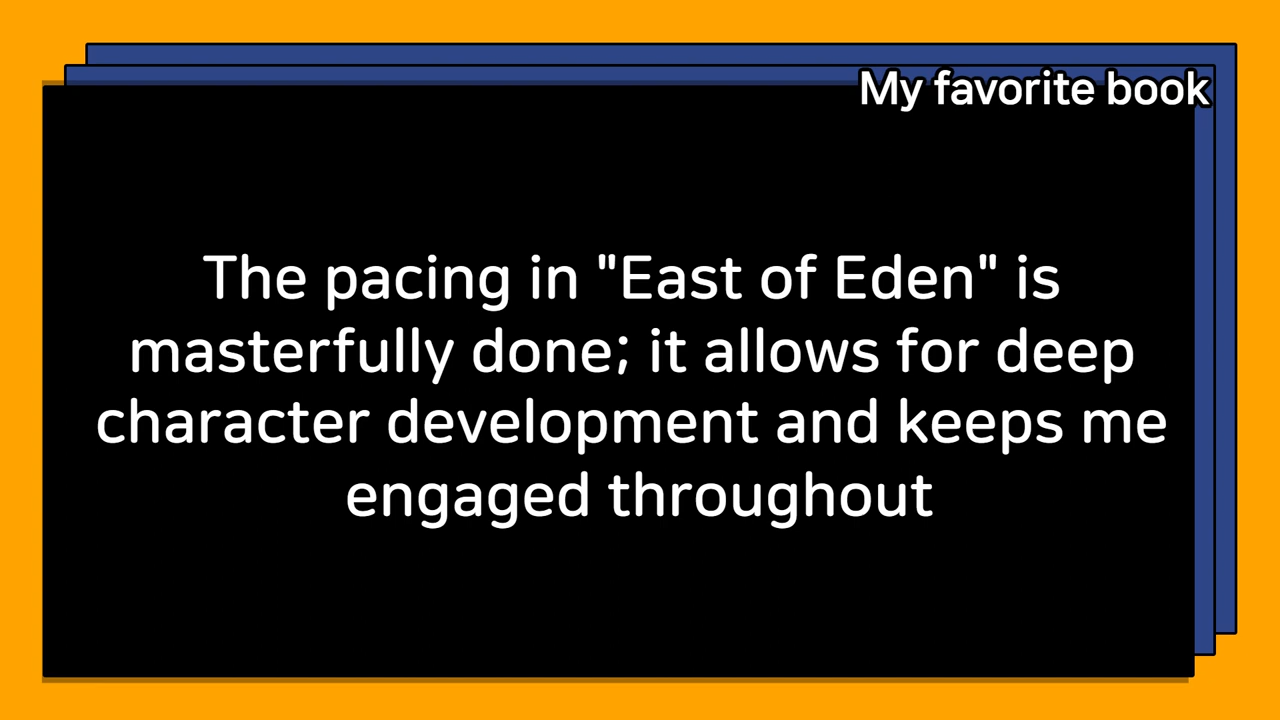 My favorite book
The pacing in "East of Eden" is
masterfully done; it allows for deep
character development and keeps me
engaged throughout